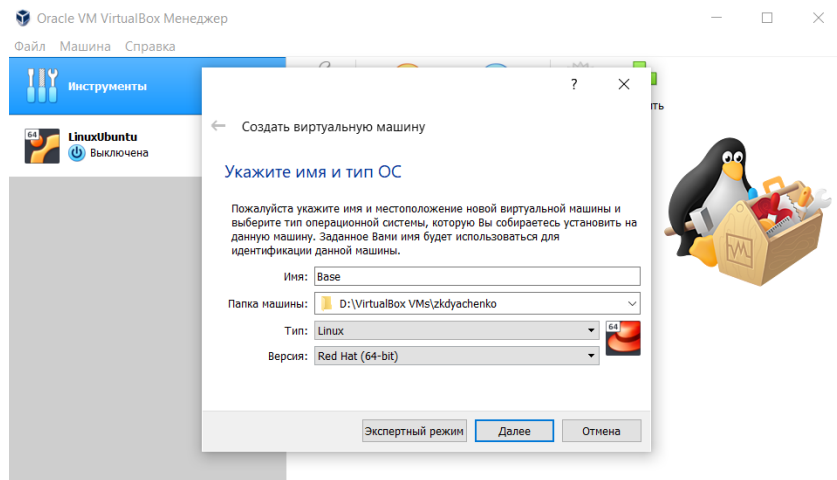 Oracle VM VirtualBox Менеджер
Файл Машина Справка
Инструменты
64 LinuxUbuntu
Выключена
?
ть
Создать виртуальную машину
Укажите имя и тип ОС
Пожалуйста укажите имя и местоположение новой виртуальной машины и
выберите тип операционной системы, которую Вы собираетесь установить на
данную машину. Заданное Вами имя будет использоваться для
идентификации данной машины.
Имя: Base
Папка машины: D:\VirtualBox VMs\zkdyachenko
Тип: Linux
64
Версия: Red Hat (64-bit)
Экспертный режим Далее Отмена